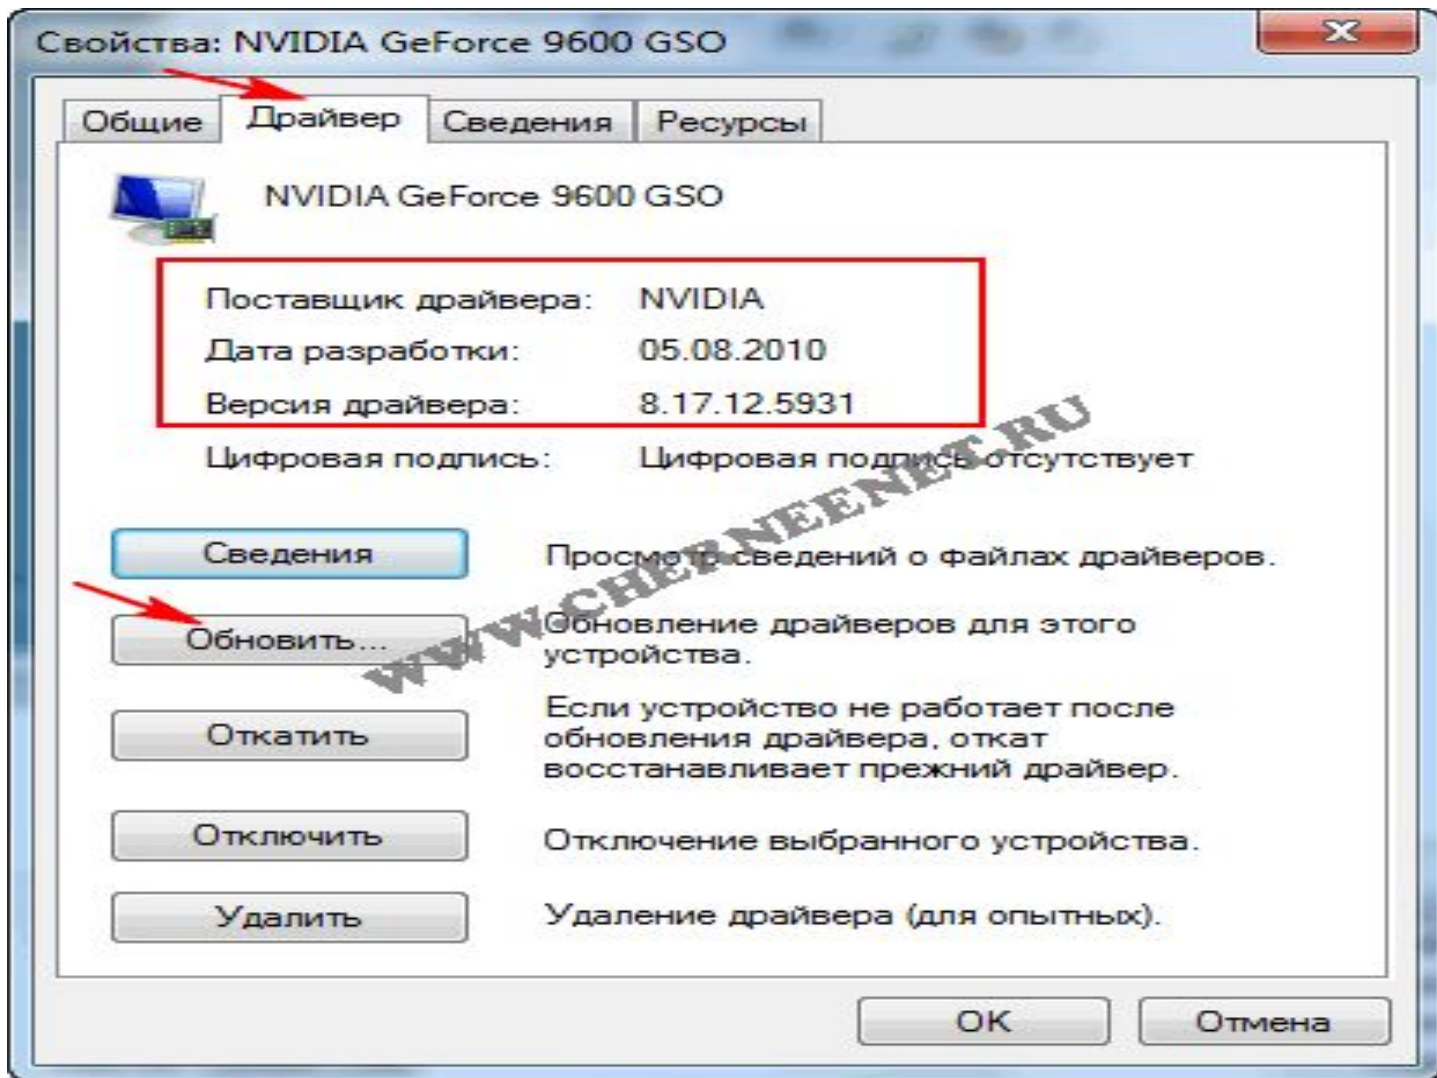 Свойства: NVIDIA GeForce 9600 GSO
Общие Драйвер Сведения Ресурсы
NVIDIA GeForce 9600 GSO
Поставщик драйвера: NVIDIA
Дата разработки: 05.08.2010
Версия драйвера: 8.17.12.5931
Цифровая подпись: Цифровая подпись отсутствует
WWW.CHERNEENET.RU
Сведения Просмотр сведений о файлах драйверов.
Обновить... Обновление драйверов для этого
устройства.
Если устройство не работает после
Откатить обновления драйвера, откат
восстанавливает прежний драйвер.
Отключить Отключение выбранного устройства.
Удалить Удаление драйвера (для опытных).
ОК Отмена